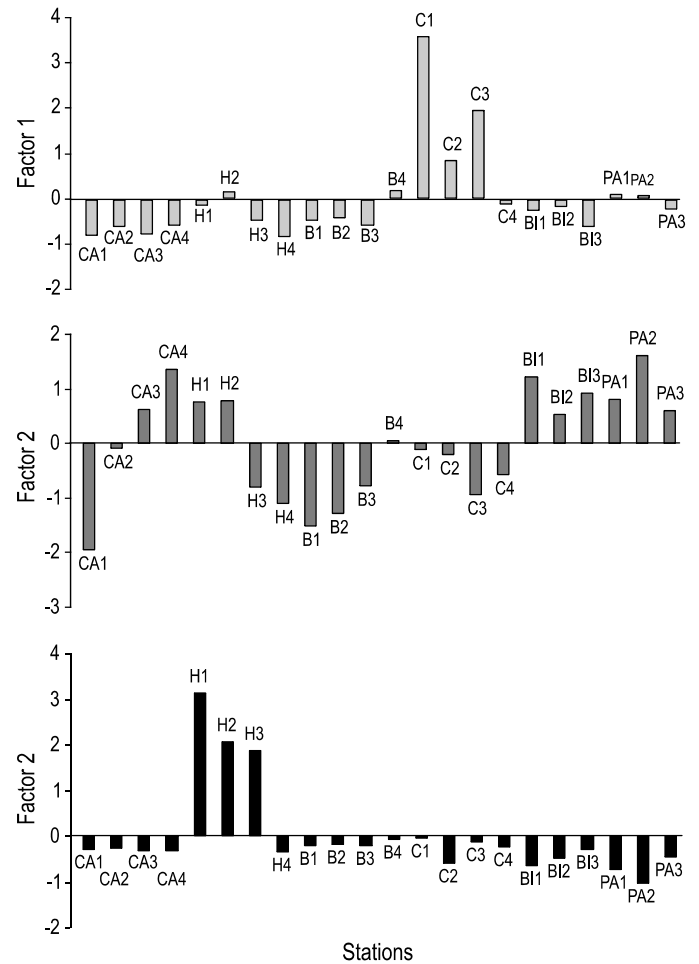 4
3
2
1
0
-1
-2
Factor 1
CA1
CA2
CA3
CA4
H1
H2
H3
H4
B1
B2
B3
B4
C1
C2
C3
C4
BI1
BI2
BI3
PA1
PA2
PA3
2
1
0
-1
-2
-3
Factor 2
CA1
CA2
CA3
CA4
H1
H2
H3
H4
B1
B2
B3
B4
C1
C2
C3
C4
BI1
BI2
BI3
PA1
PA2
PA3
4
3
2
1
0
-1
-2
Factor 2
CA1
CA2
CA3
CA4
H1
H2
H3
H4
B1
B2
B3
B4
C1
C2
C3
C4
BI1
BI2
BI3
PA1
PA2
PA3
Stations